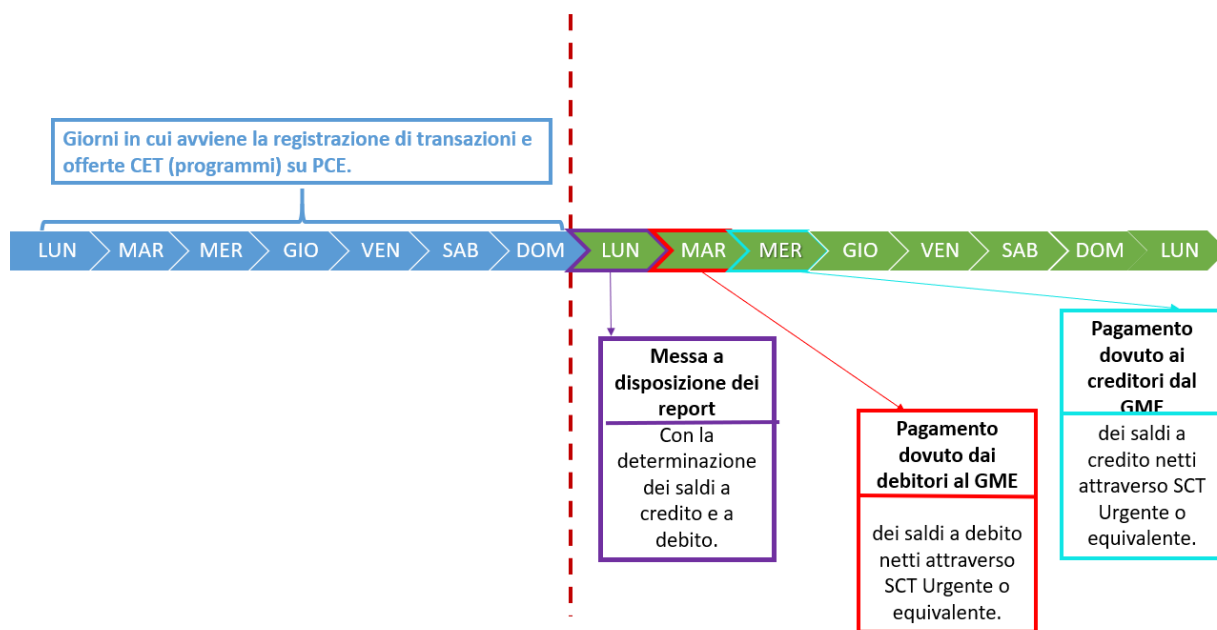 Giorni in cui avviene la registrazione di transazioni e
offerte CET (programmi) su PCE.
LUN MAR MER GIO VEN SAB DOM LUN MAR MER GIO VEN SAB DOM LUN
Messa a
disposizione dei
report
Con la
determinazione
dei saldi a
credito e a
debito.
Pagamento
dovuto dai
debitori al GME
dei saldi a debito
netti attraverso
SCT Urgente o
equivalente.
Pagamento
dovuto ai
creditori dal
GME
dei saldi a
credito netti
attraverso SCT
Urgente o
equivalente.